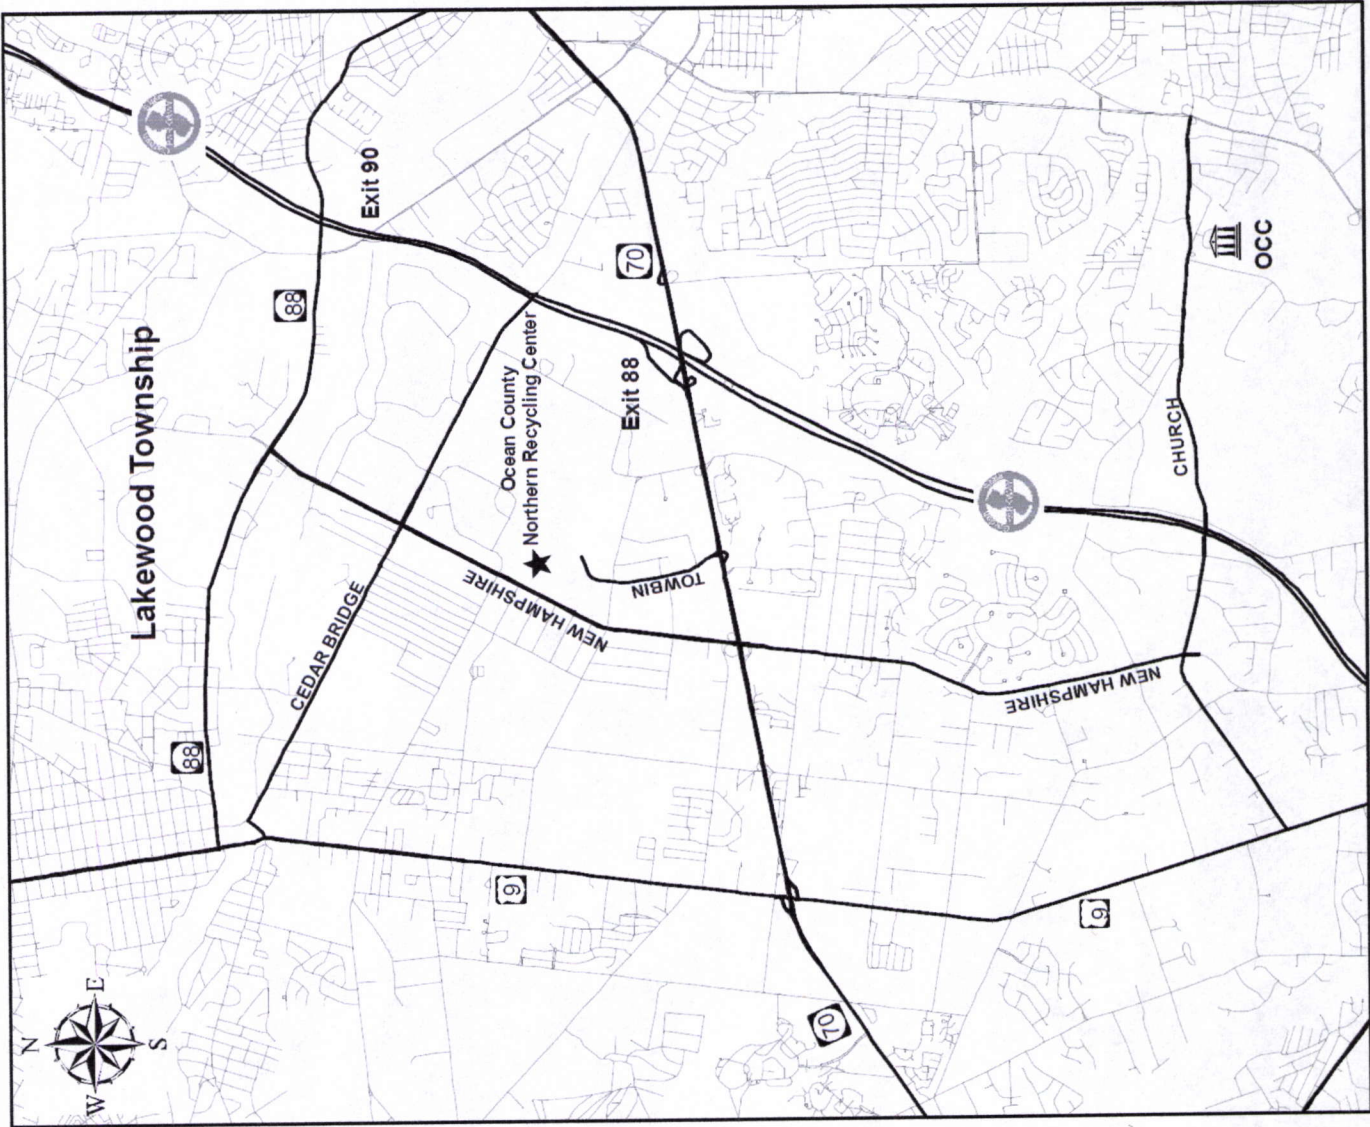 Lakewood Township
N
W
E
S
88
88
Exit 90
CEDAR BRIDGE
Ocean County
Northern Recycling Center
NEW HAMPSHIRE
9
70
Exit 88
TOWBIN
70
NEW HAMPSHIRE
9
CHURCH
OCC